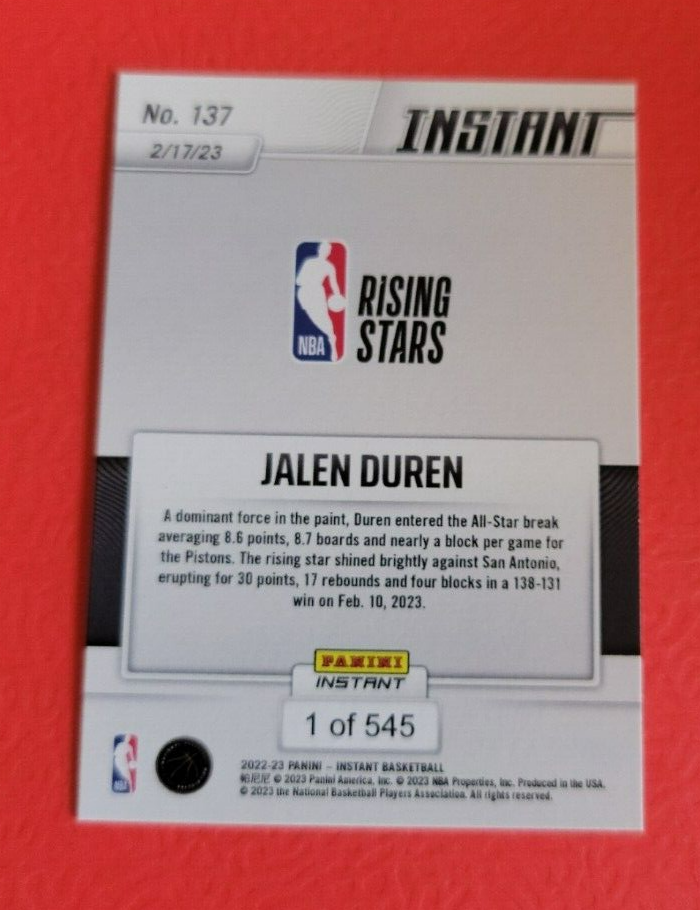 No. 137
INSTANT
2/17/23
NBA
RISING
STARS
JALEN DUREN
A dominant force in the paint, Duren entered the All-Star break
averaging 8.6 points, 8.7 boards and nearly a block per game for
the Pistons. The rising star shined brightly against San Antonio,
erupting for 30 points, 17 rebounds and four blocks in a 138-131
win on Feb. 10, 2023.
PANINI
INSTANT
1 of 545
NBA
2022-23 PANINI – INSTANT BASKETBALL
帕尼尼 © 2023 Panini America, Inc. © 2023 NBA Properties, Inc. Produced in the USA.
© 2023 the National Basketball Players Association. All rights reserved.